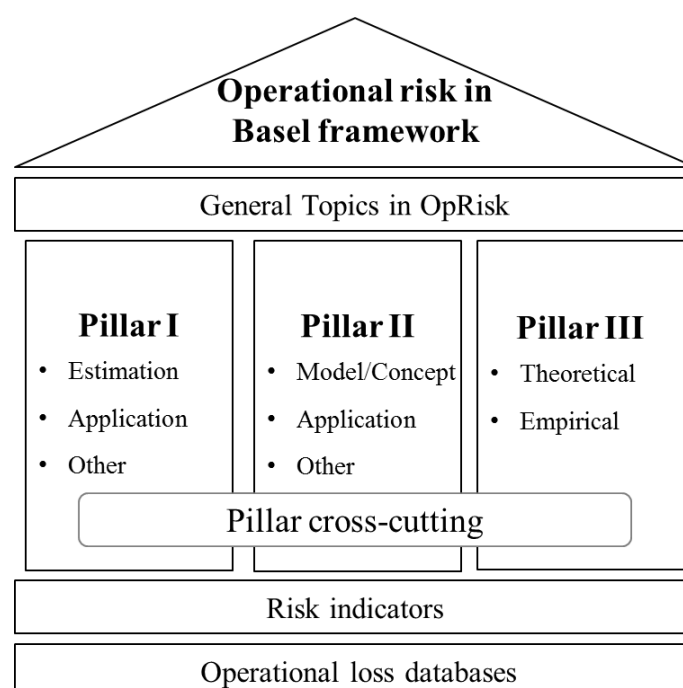 Operational risk in
Basel framework
General Topics in OpRisk
Pillar I
• Estimation
• Application
• Other
Pillar II
• Model/Concept
• Application
• Other
Pillar III
• Theoretical
• Empirical
Pillar cross-cutting
Risk indicators
Operational loss databases